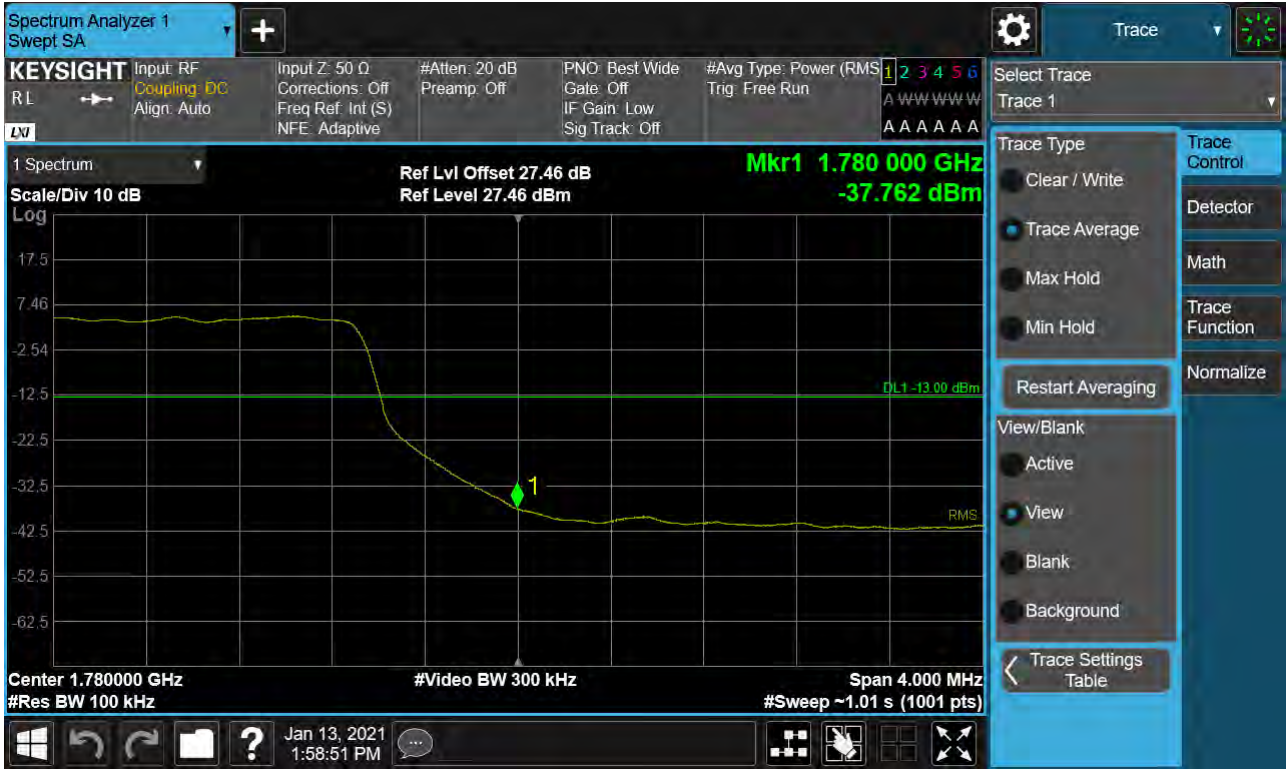 Spectrum Analyzer 1
Swept SA
+
Trace
KEYSIGHT
R L
LXI
Input: RF
Coupling: DC
Align: Auto
Input Z: 50 Ω
Corrections: Off
Freq Ref: Int (S)
NFE: Adaptive
#Atten: 20 dB
Preamp: Off
PNO: Best Wide
Gate: Off
IF Gain: Low
Sig Track: Off
#Avg Type: Power (RMS
Trig: Free Run
1 2 3 4 5 6
A W W W W W
A A A A A A
Select Trace
Trace 1
1 Spectrum
Scale/Div 10 dB
Log
Ref Lvl Offset 27.46 dB
Ref Level 27.46 dBm
Mkr1 1.780 000 GHz
-37.762 dBm
17.5
7.46
-2.54
-12.5
-22.5
-32.5
-42.5
-52.5
-62.5
DL1 -13.00 dBm
1
RMS
Center 1.780000 GHz
#Res BW 100 kHz
#Video BW 300 kHz
Span 4.000 MHz
#Sweep ~1.01 s (1001 pts)
Trace Type
Clear / Write
Trace Average
Max Hold
Min Hold
Restart Averaging
View/Blank
Active
View
Blank
Background
Trace Settings
Table
Trace
Control
Detector
Math
Trace
Function
Normalize
?
Jan 13, 2021
1:58:51 PM